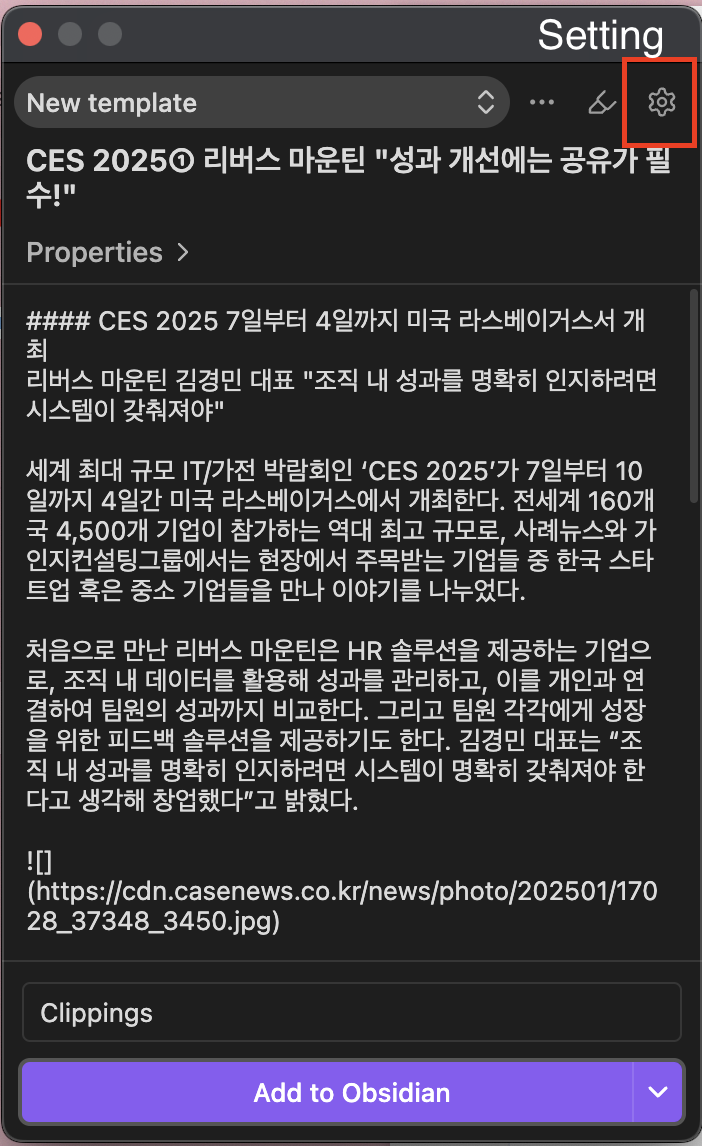 Setting
New template
CES 2025① 리버스 마운틴 "성과 개선에는 공유가 필
수!"
Properties
#### CES 2025 7일부터 4일까지 미국 라스베이거스서 개
최
리버스 마운틴 김경민 대표 "조직 내 성과를 명확히 인지하려면
시스템이 갖춰져야"
세계 최대 규모 IT/가전 박람회인 ‘CES 2025’가 7일부터 10
일까지 4일간 미국 라스베이거스에서 개최한다. 전세계 160개
국 4,500개 기업이 참가하는 역대 최고 규모로, 사례뉴스와 가
인지컨설팅그룹에서는 현장에서 주목받는 기업들 중 한국 스타
트업 혹은 중소 기업들을 만나 이야기를 나누었다.
처음으로 만난 리버스 마운틴은 HR 솔루션을 제공하는 기업으
로, 조직 내 데이터를 활용해 성과를 관리하고, 이를 개인과 연
결하여 팀원의 성과까지 비교한다. 그리고 팀원 각각에게 성장
을 위한 피드백 솔루션을 제공하기도 한다. 김경민 대표는 “조
직 내 성과를 명확히 인지하려면 시스템이 명확히 갖춰져야 한
다고 생각해 창업했다”고 밝혔다.
![]
(https://cdn.casenews.co.kr/news/photo/202501/170
28_37348_3450.jpg)
Clippings
Add to Obsidian